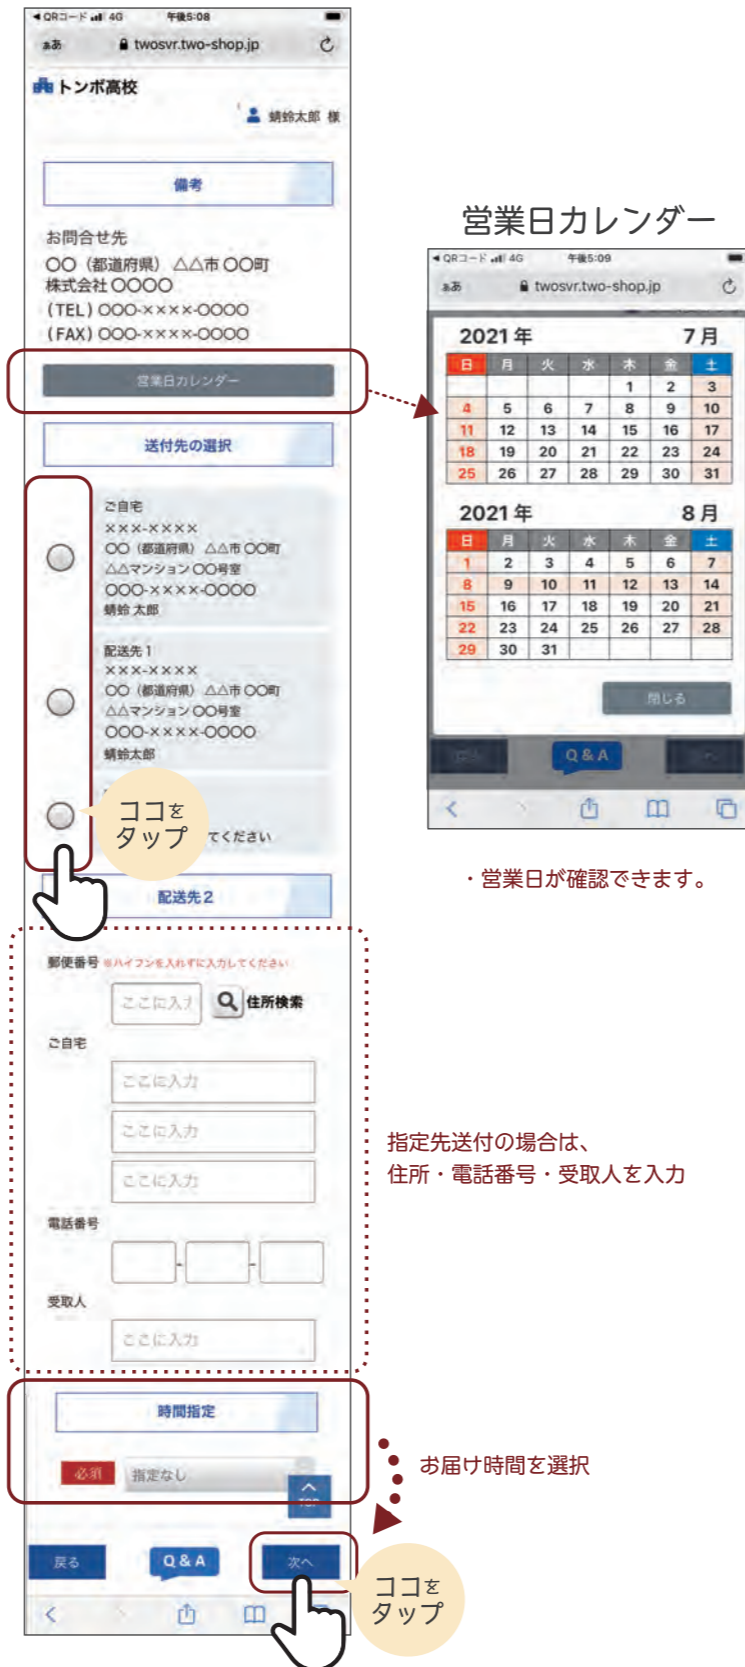 QRコード 4G 午後5:08
ああ twosvr.two-shop.jp
トンボ高校
蜻蛉太郎 様
備考
お問合せ先
〇〇（都道府県）△△市〇〇町
株式会社〇〇〇〇
(TEL) 〇〇〇-××××-〇〇〇〇
(FAX) 〇〇〇-××××-〇〇〇〇
営業日カレンダー
送付先の選択
ご自宅
×××-××××
〇〇（都道府県）△△市〇〇町
△△マンション〇〇号室
〇〇〇-××××-〇〇〇〇
蜻蛉 太郎
配送先1
×××-××××
〇〇（都道府県）△△市〇〇町
△△マンション〇〇号室
〇〇〇-××××-〇〇〇〇
蜻蛉太郎
ココを
タップ
てください
配送先2
郵便番号 ※ハイフンを入れずに入力してください
ここに入力 住所検索
ご自宅
ここに入力
ここに入力
ここに入力
電話番号
- -
受取人
ここに入力
時間指定
必須 指定なし
TOP
戻る Q & A 次へ
ココを
タップ
営業日カレンダー
QRコード 4G 午後5:09
ああ twosvr.two-shop.jp
2021年 7月
日 月 火 水 木 金 土
1 2 3
4 5 6 7 8 9 10
11 12 13 14 15 16 17
18 19 20 21 22 23 24
25 26 27 28 29 30 31
2021年 8月
日 月 火 水 木 金 土
1 2 3 4 5 6 7
8 9 10 11 12 13 14
15 16 17 18 19 20 21
22 23 24 25 26 27 28
29 30 31
閉じる
戻る Q & A 次へ
・営業日が確認できます。
指定先送付の場合は、
住所・電話番号・受取人を入力
お届け時間を選択